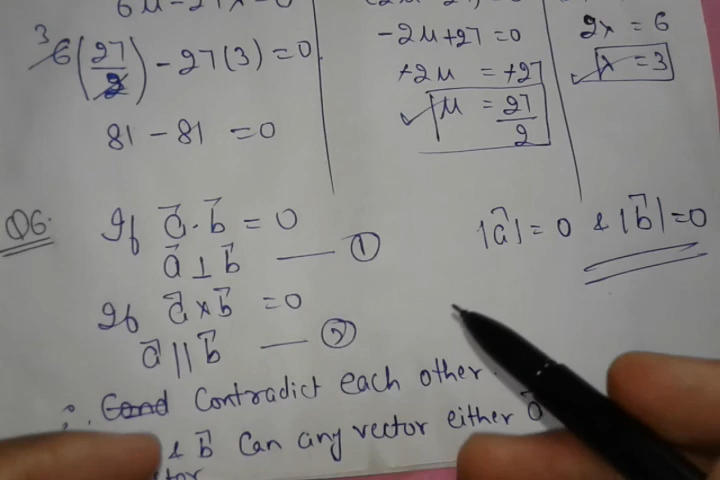 6μ - 27λ = 0
3
6(27/2) - 27(3) = 0
81 - 81 = 0
-2μ + 27 = 0
+2μ = +27
μ = 27/2
2λ = 6
λ = 3
Q6. If a⃗·b⃗ = 0
a⃗ ⊥ b⃗ — ①
If a⃗ × b⃗ = 0
a⃗ || b⃗ — ②
|a⃗| = 0 & |b⃗| = 0
∴ Contradict each other.
& b⃗ Can any vector either 0⃗